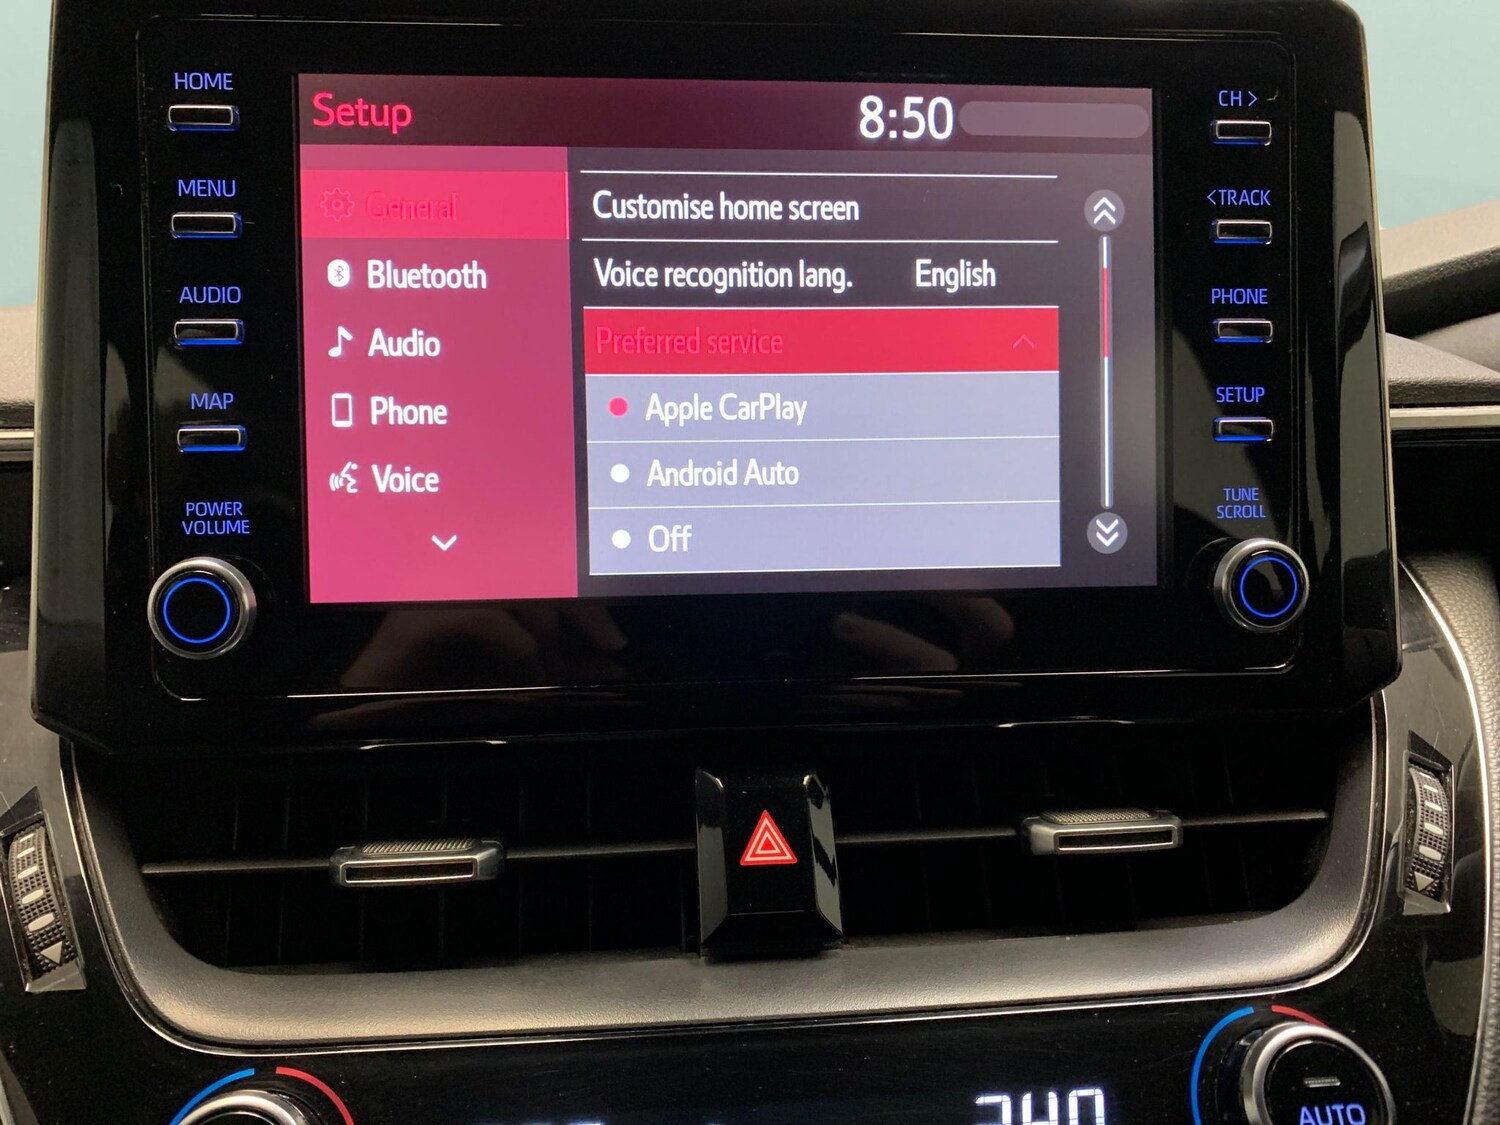 HOME
MENU
AUDIO
MAP
POWER
VOLUME
Setup
8:50
General
Bluetooth
Audio
Phone
Voice
Customise home screen
Voice recognition lang. English
Preferred service
Apple CarPlay
Android Auto
Off
CH >
< TRACK
PHONE
SETUP
TUNE
SCROLL
AUTO